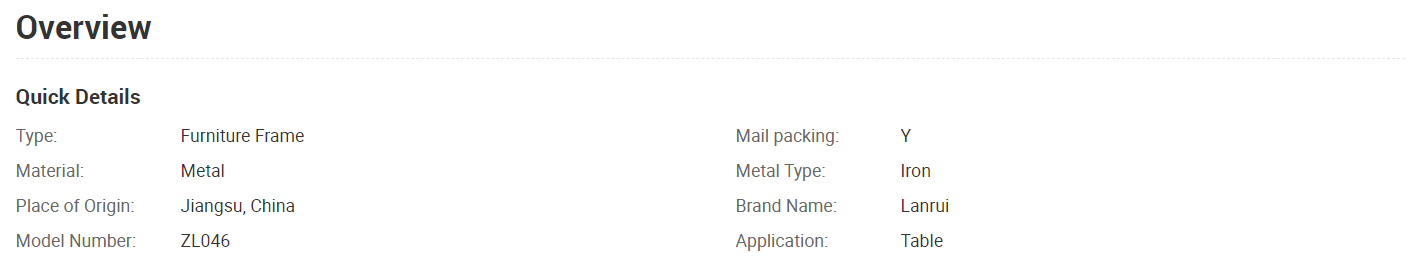 Overview
Quick Details
Type: Furniture Frame Mail packing: Y
Material: Metal Metal Type: Iron
Place of Origin: Jiangsu, China Brand Name: Lanrui
Model Number: ZL046 Application: Table